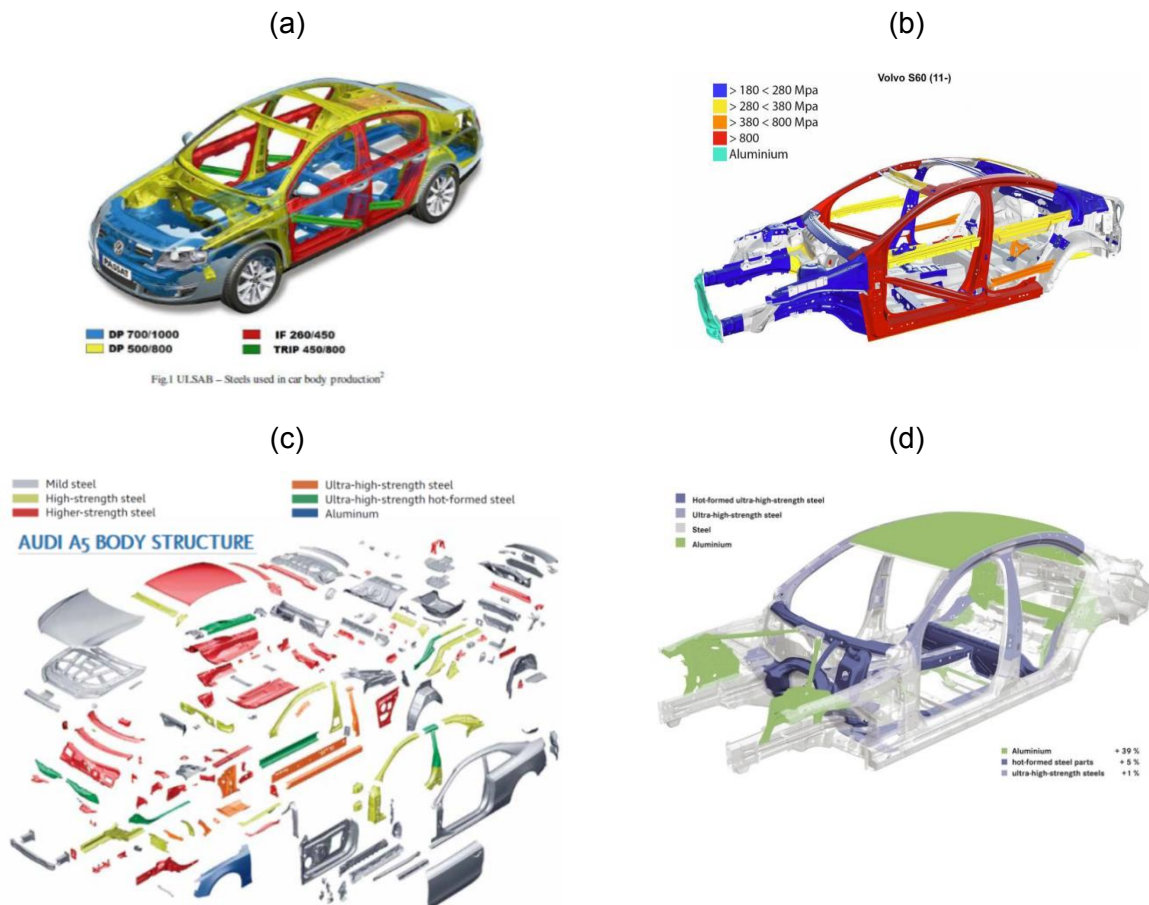 (a)
(b)
Volvo S60 (11-)
> 180 < 280 Mpa
> 280 < 380 MPa
> 380 < 800 MPa
> 800
Aluminium
PASSAT
DP 700/1000
IF 260/450
DP 500/800
TRIP 450/800
Fig.1 ULSAB – Steels used in car body production2
(c)
(d)
Mild steel
High-strength steel
Higher-strength steel
Ultra-high-strength steel
Ultra-high-strength hot-formed steel
Aluminum
AUDI A5 BODY STRUCTURE
Hot-formed ultra-high-strength steel
Ultra-high-strength steel
Steel
Aluminium
Aluminium + 39 %
hot-formed steel parts + 5 %
ultra-high-strength steels +1 %